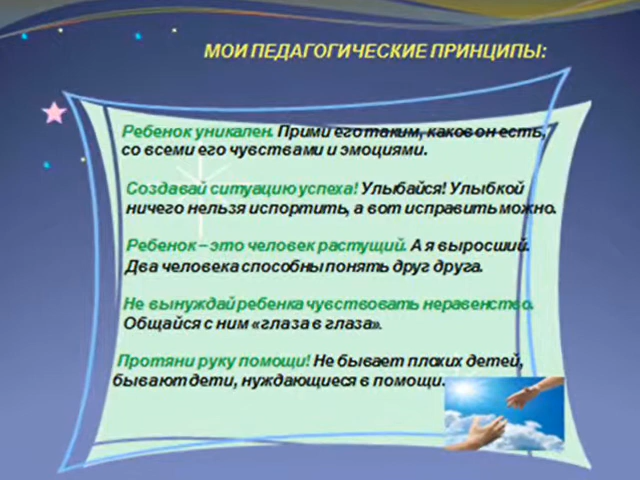 МОИ ПЕДАГОГИЧЕСКИЕ ПРИНЦИПЫ:
Ребенок уникален. Прими его таким, каков он есть,
со всеми его чувствами и эмоциями.
Создавай ситуацию успеха! Улыбайся! Улыбкой
ничего нельзя испортить, а вот исправить можно.
Ребенок – это человек растущий. А я выросший.
Два человека способны понять друг друга.
Не вынуждай ребенка чувствовать неравенство.
Общайся с ним «глаза в глаза».
Протяни руку помощи! Не бывает плохих детей,
бывают дети, нуждающиеся в помощи.